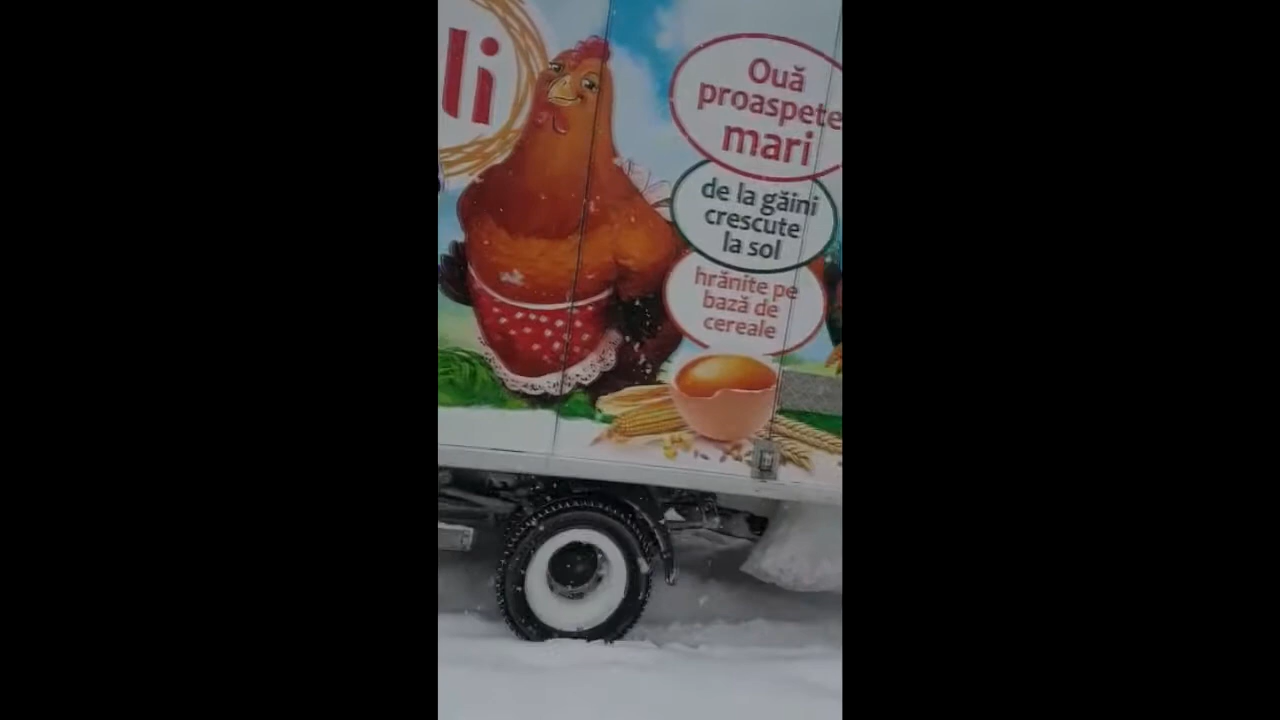 li
Ouă
proaspete
mari
de la găini
crescute
la sol
hrănite pe
bază de
cereale